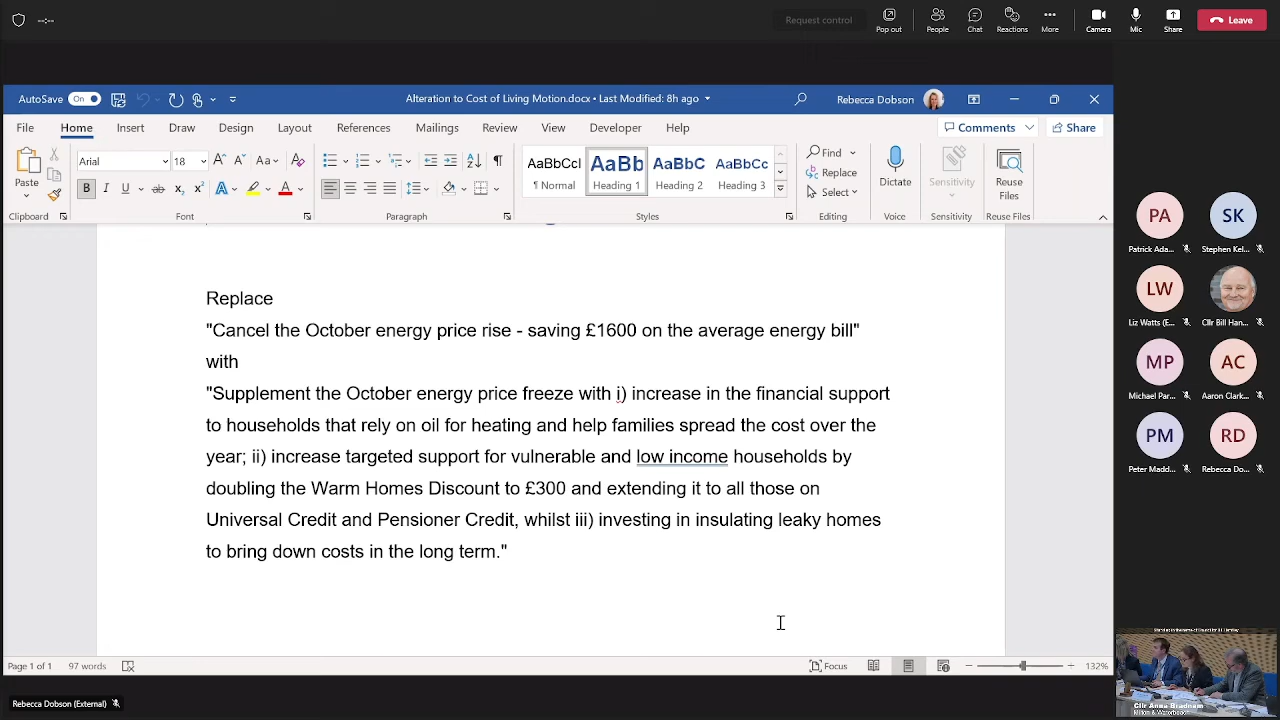 Request control
Pop out
People
Chat
Reactions
More
Camera
Mic
Share
Leave
AutoSave On
Alteration to Cost of Living Motion.docx • Last Modified: 8h ago
Rebecca Dobson
File Home Insert Draw Design Layout References Mailings Review View Developer Help
Comments Share
Paste
Arial 18
AaBbCcI AaBb AaBbC AaBbCc
¶ Normal Heading 1 Heading 2 Heading 3
Find
Replace
Select
Dictate
Sensitivity
Reuse Files
Clipboard Font Paragraph Styles Editing Voice Sensitivity Reuse Files
Replace
"Cancel the October energy price rise - saving £1600 on the average energy bill"
with
"Supplement the October energy price freeze with i) increase in the financial support
to households that rely on oil for heating and help families spread the cost over the
year; ii) increase targeted support for vulnerable and low income households by
doubling the Warm Homes Discount to £300 and extending it to all those on
Universal Credit and Pensioner Credit, whilst iii) investing in insulating leaky homes
to bring down costs in the long term."
Page 1 of 1 97 words
Focus
132%
Rebecca Dobson (External)
PA SK
Patrick Ada... Stephen Kel...
LW
Liz Watts (E... Cllr Bill Han...
MP AC
Michael Par... Aaron Clark...
PM RD
Peter Madd... Rebecca Do...
Cllr Anna Bradnam
Milton & Waterbeach